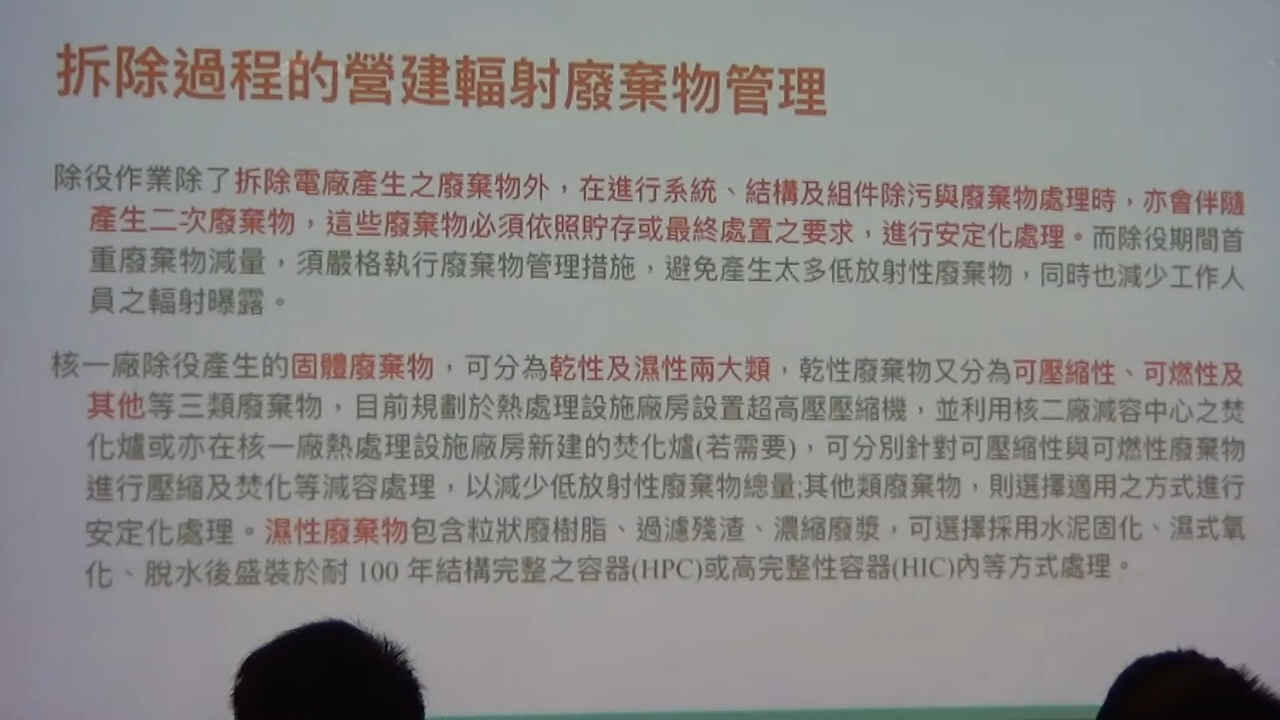 拆除過程的營建輻射廢棄物管理
除役作業除了拆除電廠產生之廢棄物外，在進行系統、結構及組件除污與廢棄物處理時，亦會伴隨
產生二次廢棄物，這些廢棄物必須依照貯存或最終處置之要求，進行安定化處理。而除役期間首
重廢棄物減量，須嚴格執行廢棄物管理措施，避免產生太多低放射性廢棄物，同時也減少工作人
員之輻射曝露。
核一廠除役產生的固體廢棄物，可分為乾性及濕性兩大類，乾性廢棄物又分為可壓縮性、可燃性及
其他等三類廢棄物，目前規劃於熱處理設施廠房設置超高壓壓縮機，並利用核二廠減容中心之焚
化爐或亦在核一廠熱處理設施廠房新建的焚化爐(若需要)，可分別針對可壓縮性與可燃性廢棄物
進行壓縮及焚化等減容處理，以減少低放射性廢棄物總量;其他類廢棄物，則選擇適用之方式進行
安定化處理。濕性廢棄物包含粒狀廢樹脂、過濾殘渣、濃縮廢漿，可選擇採用水泥固化、濕式氧
化、脫水後盛裝於耐 100 年結構完整之容器(HPC)或高完整性容器(HIC)內等方式處理。